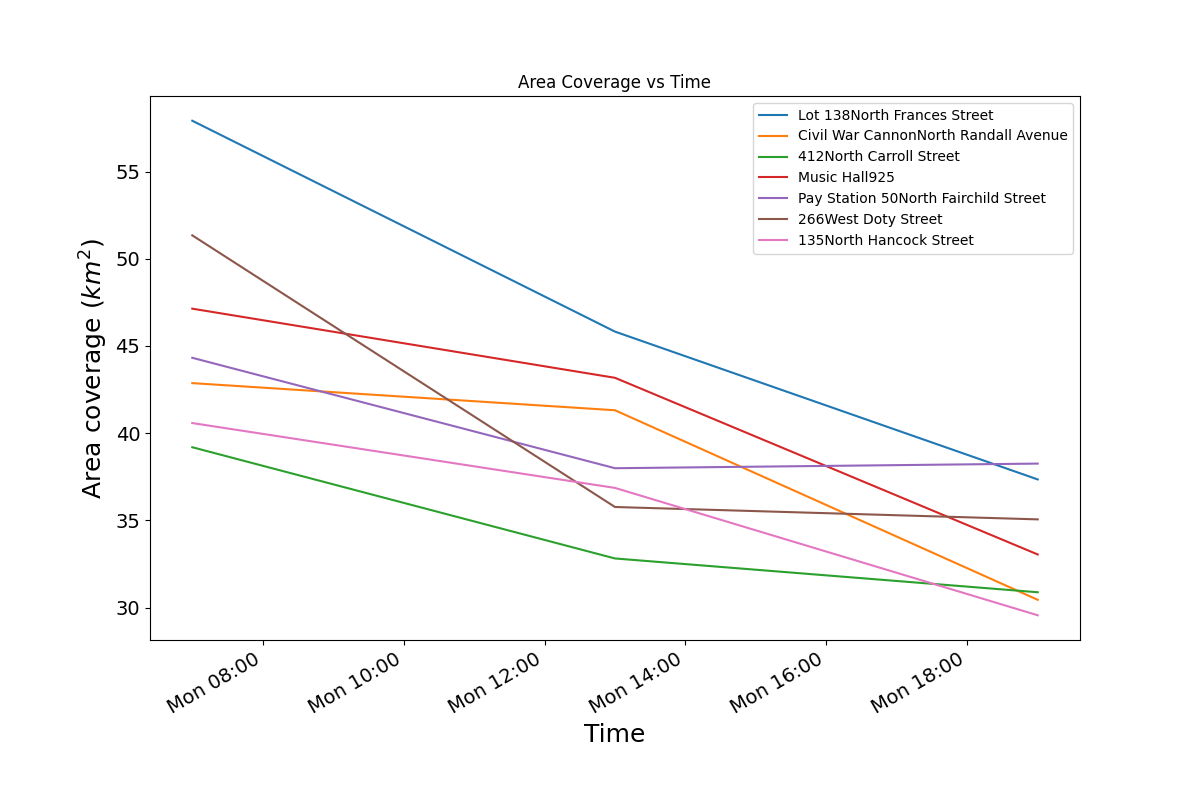 Area Coverage vs Time
Lot 138North Frances Street
Civil War CannonNorth Randall Avenue
412North Carroll Street
Music Hall925
Pay Station 50North Fairchild Street
266West Doty Street
135North Hancock Street
Area coverage (km²)
55
50
45
40
35
30
Mon 08:00
Mon 10:00
Mon 12:00
Mon 14:00
Mon 16:00
Mon 18:00
Time